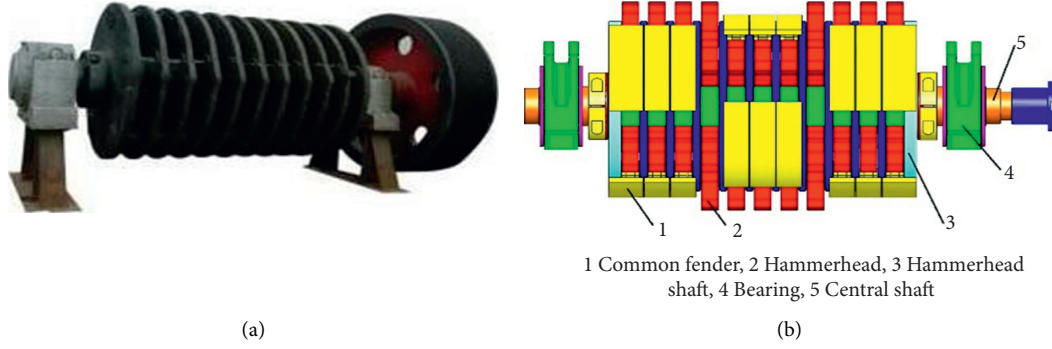 5
4
3
1
2
1 Common fender, 2 Hammerhead, 3 Hammerhead
shaft, 4 Bearing, 5 Central shaft
(a)
(b)